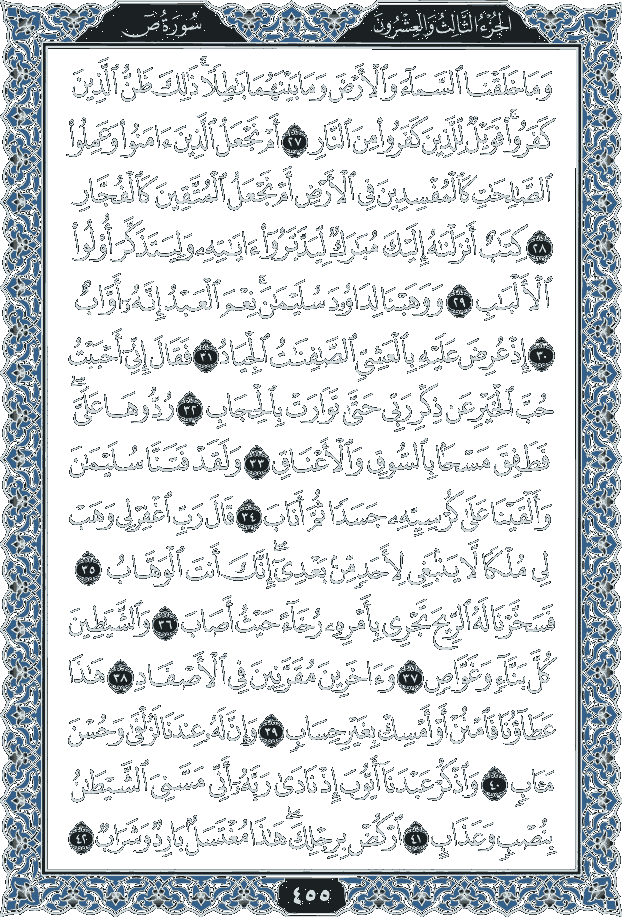 الجزء الثالث والعشرون
سورة ص
وَمَا خَلَقْنَا ٱلسَّمَآءَ وَٱلْأَرْضَ وَمَا بَيْنَهُمَا بَٰطِلًا ۚ ذَٰلِكَ ظَنُّ ٱلَّذِينَ
كَفَرُوا۟ ۚ فَوَيْلٌ لِّلَّذِينَ كَفَرُوا۟ مِنَ ٱلنَّارِ ٢٧ أَمْ نَجْعَلُ ٱلَّذِينَ ءَامَنُوا۟ وَعَمِلُوا۟
ٱلصَّٰلِحَٰتِ كَٱلْمُفْسِدِينَ فِى ٱلْأَرْضِ أَمْ نَجْعَلُ ٱلْمُتَّقِينَ كَٱلْفُجَّارِ
٢٨ كِتَٰبٌ أَنزَلْنَٰهُ إِلَيْكَ مُبَٰرَكٌ لِّيَدَّبَّرُوٓا۟ ءَايَٰتِهِۦ وَلِيَتَذَكَّرَ أُو۟لُوا۟
ٱلْأَلْبَٰبِ ٢٩ وَوَهَبْنَا لِدَاوُۥدَ سُلَيْمَٰنَ ۚ نِعْمَ ٱلْعَبْدُ ۖ إِنَّهُۥٓ أَوَّابٌ
٣٠ إِذْ عُرِضَ عَلَيْهِ بِٱلْعَشِىِّ ٱلصَّٰفِنَٰتُ ٱلْجِيَادُ ٣١ فَقَالَ إِنِّىٓ أَحْبَبْتُ
حُبَّ ٱلْخَيْرِ عَن ذِكْرِ رَبِّى حَتَّىٰ تَوَارَتْ بِٱلْحِجَابِ ٣٢ رُدُّوهَا عَلَىَّ ۖ
فَطَفِقَ مَسْحًۢا بِٱلسُّوقِ وَٱلْأَعْنَاقِ ٣٣ وَلَقَدْ فَتَنَّا سُلَيْمَٰنَ
وَأَلْقَيْنَا عَلَىٰ كُرْسِيِّهِۦ جَسَدًا ثُمَّ أَنَابَ ٣٤ قَالَ رَبِّ ٱغْفِرْ لِى وَهَبْ
لِى مُلْكًا لَّا يَنۢبَغِى لِأَحَدٍ مِّنۢ بَعْدِىٓ ۖ إِنَّكَ أَنتَ ٱلْوَهَّابُ ٣٥
فَسَخَّرْنَا لَهُ ٱلرِّيحَ تَجْرِى بِأَمْرِهِۦ رُخَآءً حَيْثُ أَصَابَ ٣٦ وَٱلشَّيَٰطِينَ
كُلَّ بَنَّآءٍ وَغَوَّاصٍ ٣٧ وَءَاخَرِينَ مُقَرَّنِينَ فِى ٱلْأَصْفَادِ ٣٨ هَٰذَا
عَطَآؤُنَا فَٱمْنُنْ أَوْ أَمْسِكْ بِغَيْرِ حِسَابٍ ٣٩ وَإِنَّ لَهُۥ عِندَنَا لَزُلْفَىٰ وَحُسْنَ
مَـَٔابٍ ٤٠ وَٱذْكُرْ عَبْدَنَآ أَيُّوبَ إِذْ نَادَىٰ رَبَّهُۥٓ أَنِّى مَسَّنِىَ ٱلشَّيْطَٰنُ
بِنُصْبٍ وَعَذَابٍ ٤١ ٱرْكُضْ بِرِجْلِكَ ۖ هَٰذَا مُغْتَسَلٌۢ بَارِدٌ وَشَرَابٌ ٤٢
٤٥٥